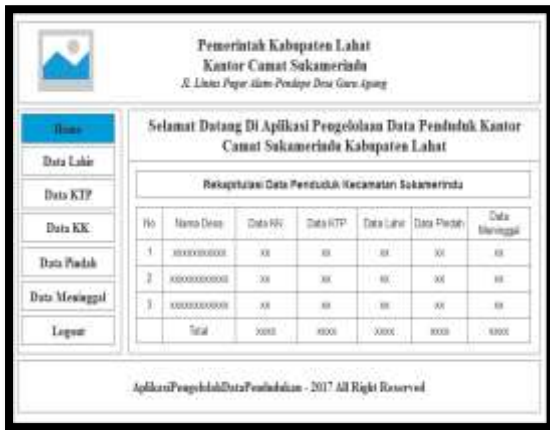 Pemerintah Kabupaten Lahat
Kantor Camat Sukamerindu
Jl. Lintas Pagar Alam-Pendopo Desa Guru Agung
Home
Data Lahir
Data KTP
Data KK
Data Pindah
Data Meninggal
Logout
Selamat Datang Di Aplikasi Pengelolaan Data Penduduk Kantor
Camat Sukamerindu Kabupaten Lahat
Rekapitulasi Data Penduduk Kecamatan Sukamerindu
No Nama Desa Data KK Data KTP Data Lahir Data Pindah Data Meninggal
1 xxxxxxxxxxx xx xx xx xx xx
2 xxxxxxxxxxx xx xx xx xx xx
3 xxxxxxxxxxx xx xx xx xx xx
Total xxxx xxxx xxxx xxxx xxxx
AplikasiPengolahDataPendudukan - 2017 All Right Reserved